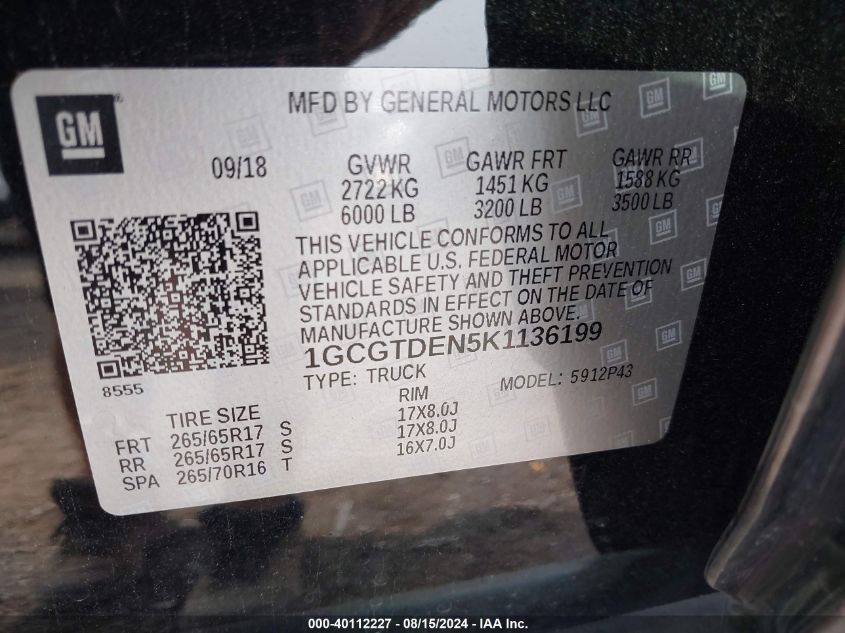 GM
MFD BY GENERAL MOTORS LLC
09/18
GVWR GAWR FRT GAWR RR
2722 KG 1451 KG 1588 KG
6000 LB 3200 LB 3500 LB
THIS VEHICLE CONFORMS TO ALL
APPLICABLE U.S. FEDERAL MOTOR
VEHICLE SAFETY AND THEFT PREVENTION
STANDARDS IN EFFECT ON THE DATE OF
MANUFACTURE SHOWN ABOVE.
1GCGTDEN5K1136199
8555
TYPE: TRUCK MODEL: 5912P43
TIRE SIZE RIM
FRT 265/65R17 S 17X8.0J
RR 265/65R17 S 17X8.0J
SPA 265/70R16 T 16X7.0J
000-40112227 - 08/15/2024 - IAA Inc.